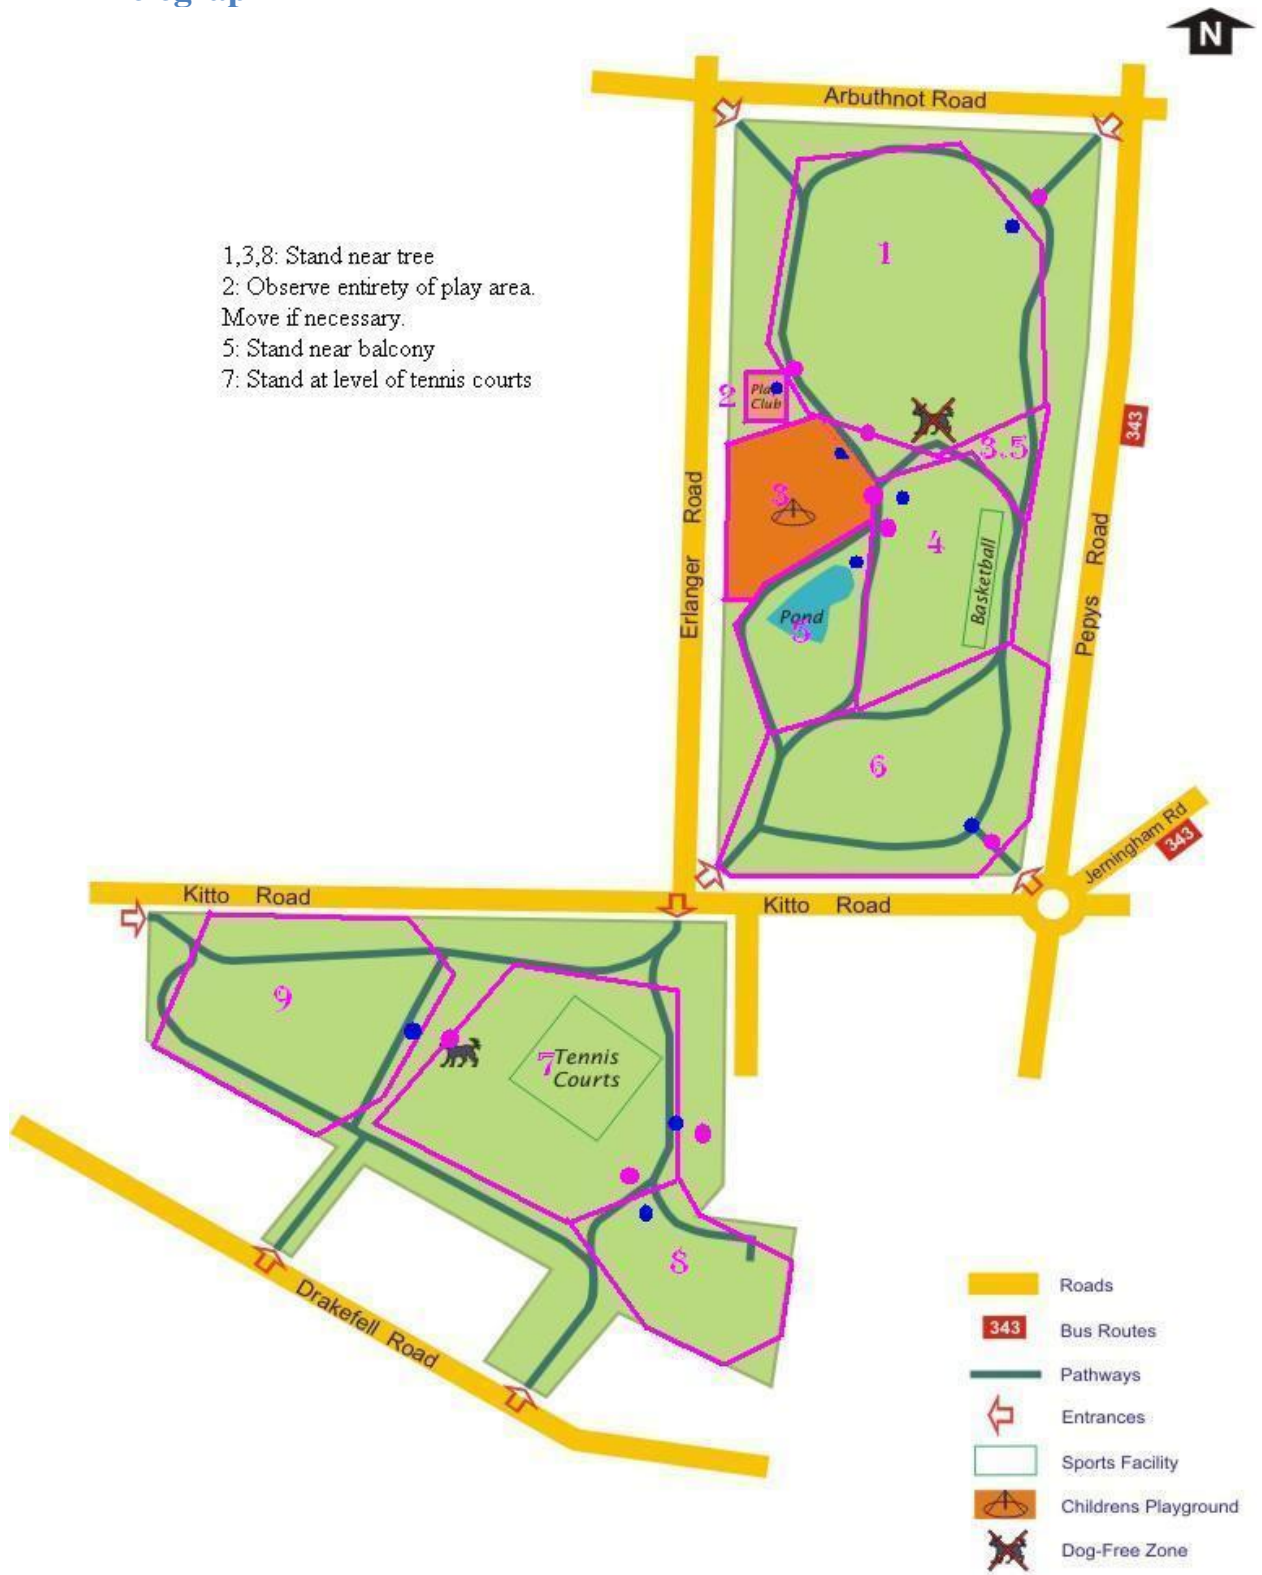 N
Arbuthnot Road
1,3,8: Stand near tree
2: Observe entirety of play area.
Move if necessary.
5: Stand near balcony
7: Stand at level of tennis courts
1
2
Play
Club
343
3.5
3
4
Erlanger Road
Basketball
Pepys Road
Pond
5
6
Jerningham Rd
343
Kitto Road
Kitto Road
9
7
Tennis
Courts
8
Drakefell Road
Roads
343
Bus Routes
Pathways
Entrances
Sports Facility
Childrens Playground
Dog-Free Zone